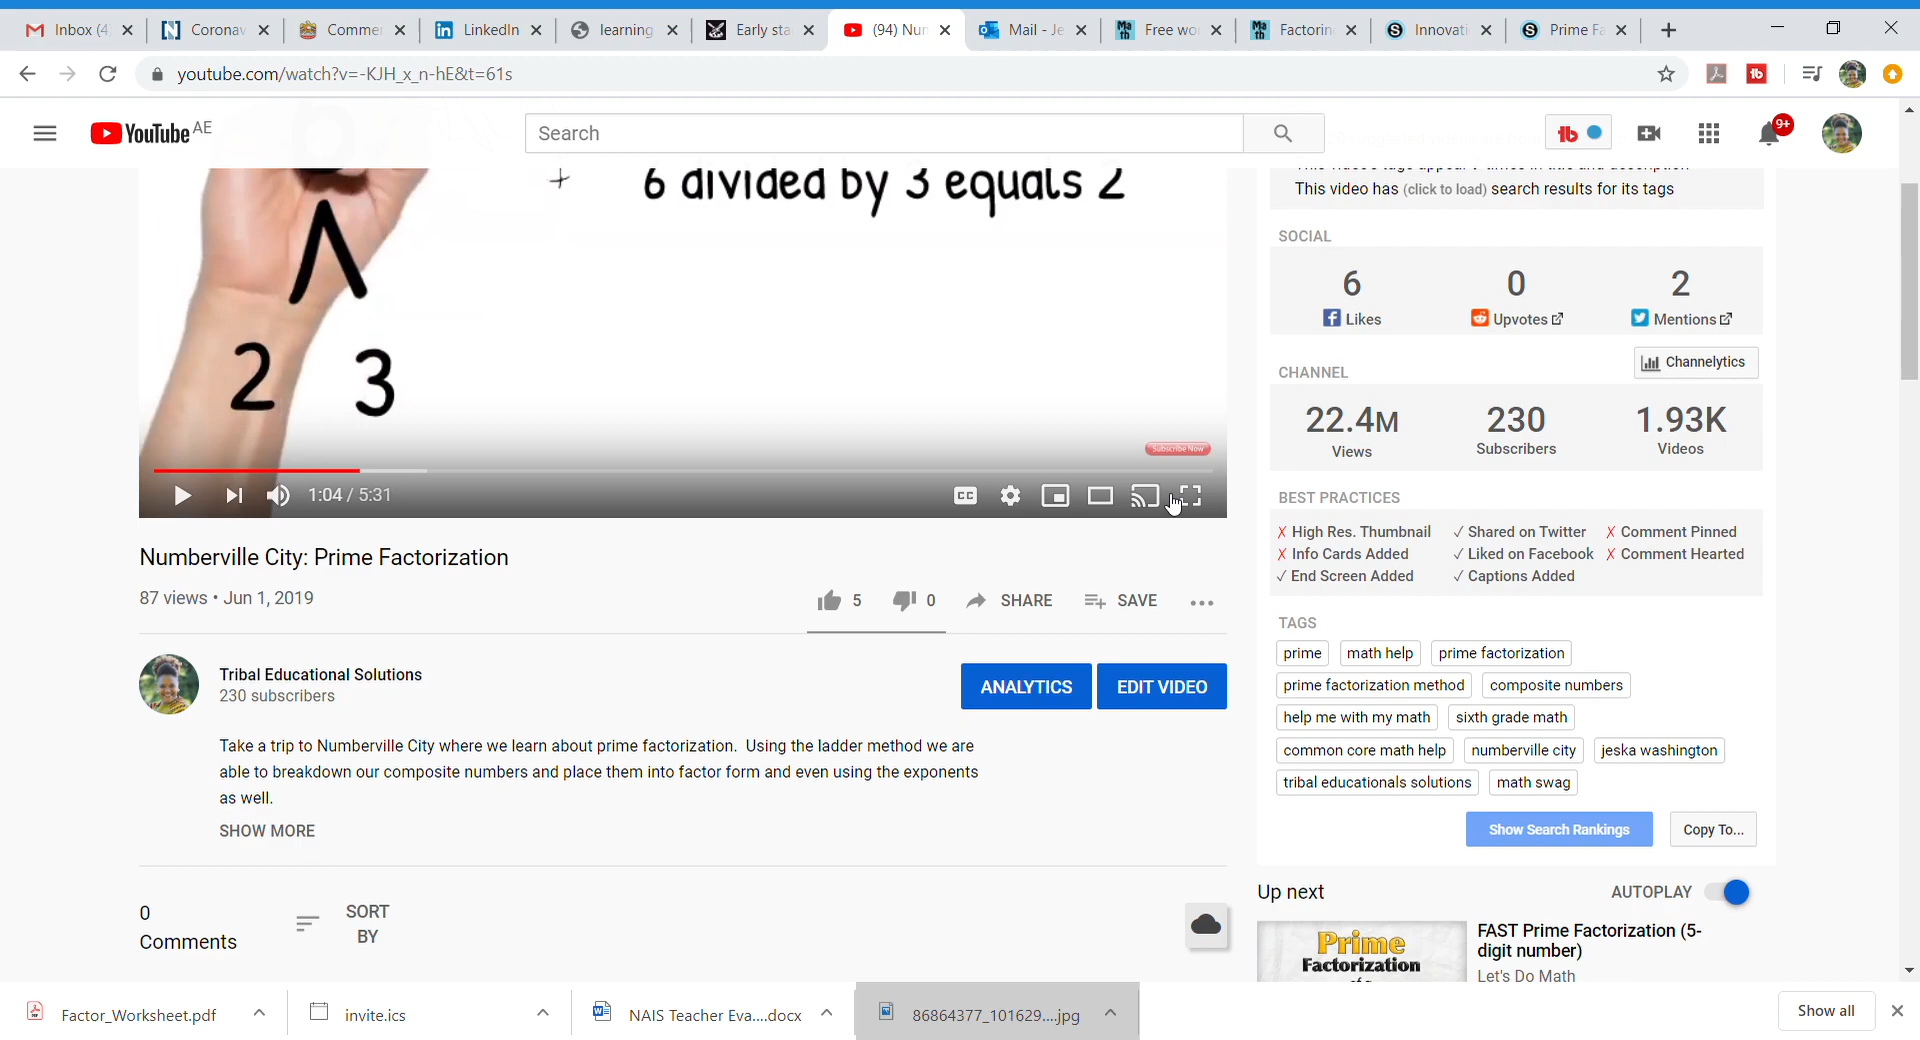 Inbox (4
Coronav
Commer
LinkedIn
learning
Early sta
(94) Nun
Mail - Je
Free wo
Factorin
Innovati
Prime Fa
youtube.com/watch?v=-KJH_x_n-hE&t=61s
YouTube AE
Search
9+
6 divided by 3 equals 2
2 3
Subscribe Now
1:04 / 5:31
CC
Numberville City: Prime Factorization
87 views • Jun 1, 2019
5 0 SHARE SAVE
Tribal Educational Solutions
230 subscribers
ANALYTICS EDIT VIDEO
Take a trip to Numberville City where we learn about prime factorization. Using the ladder method we are
able to breakdown our composite numbers and place them into factor form and even using the exponents
as well.
SHOW MORE
0
Comments
SORT
BY
This video has (click to load) search results for its tags
SOCIAL
6 0 2
Likes Upvotes Mentions
CHANNEL Channelytics
22.4M 230 1.93K
Views Subscribers Videos
BEST PRACTICES
✗ High Res. Thumbnail ✓ Shared on Twitter ✗ Comment Pinned
✗ Info Cards Added ✓ Liked on Facebook ✗ Comment Hearted
✓ End Screen Added ✓ Captions Added
TAGS
prime math help prime factorization
prime factorization method composite numbers
help me with my math sixth grade math
common core math help numberville city jeska washington
tribal educationals solutions math swag
Show Search Rankings Copy To...
Up next AUTOPLAY
Prime
Factorization
FAST Prime Factorization (5-
digit number)
Let's Do Math
Factor_Worksheet.pdf
invite.ics
NAIS Teacher Eva....docx
86864377_101629....jpg
Show all